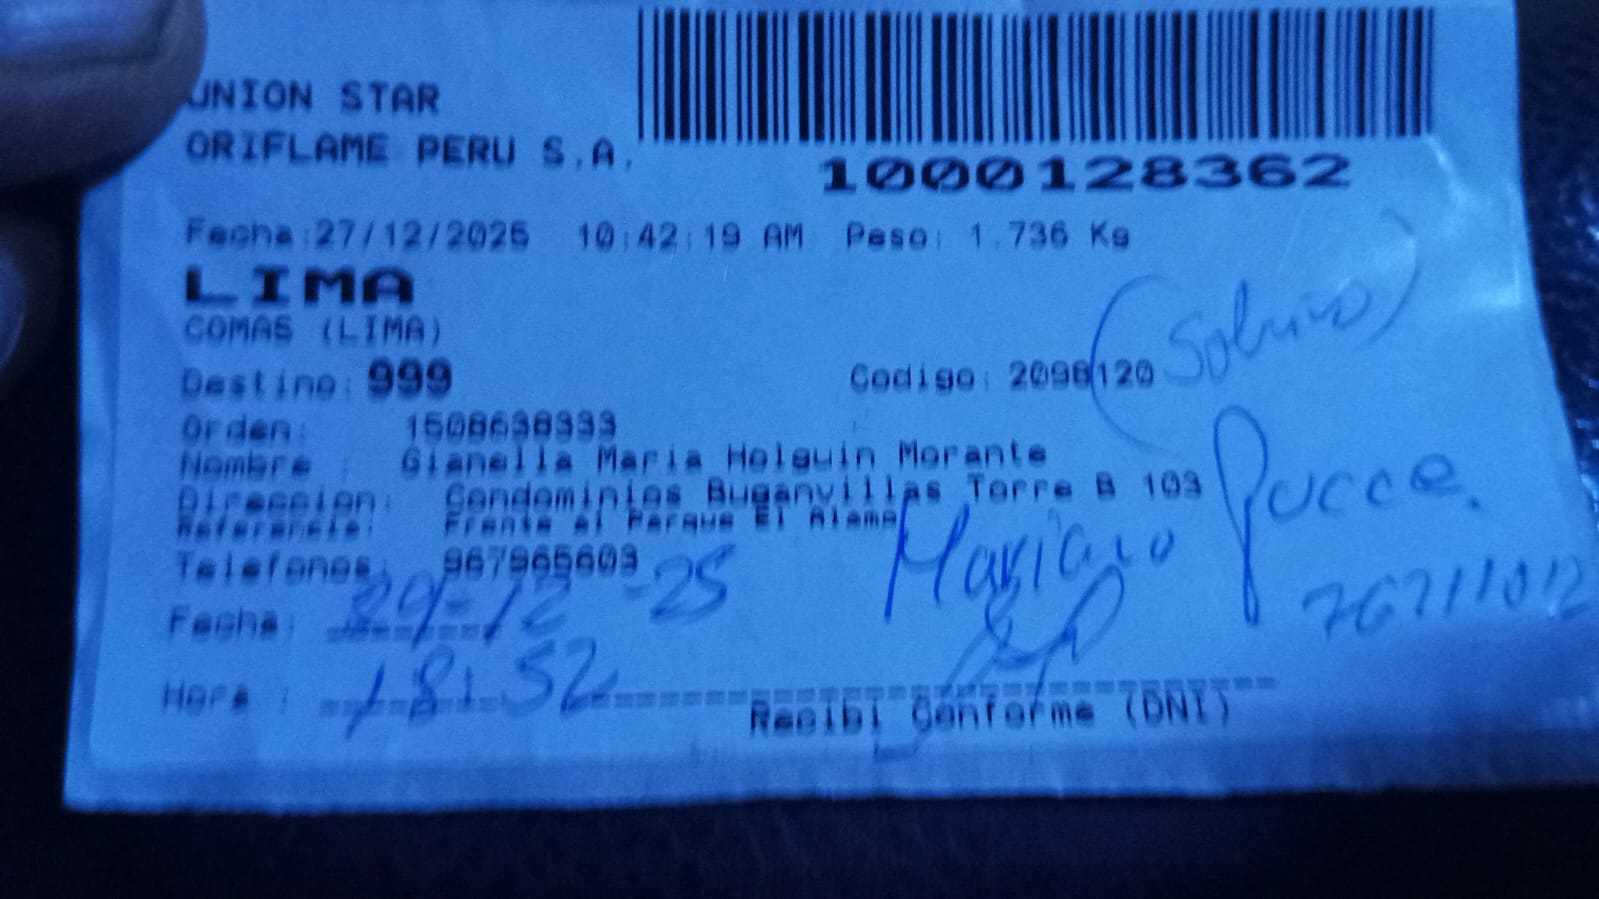 UNION STAR
ORIFLAME PERU S.A.
1000128362
Fecha:27/12/2025 10:42:19 AM Peso: 1.736 Kg
LIMA
COMAS (LIMA)
(Sobrino)
Destino: 999 Codigo: 2098120
Orden: 1508638333
Nombre : Gianella Maria Holguin Morante
Direccion: Condominios Buganvillas Torre B 103
Referencia: Frente al Parque El Alamo
Mariano Pucce.
Telefonos: 967965603
76711012
Fecha: 29-12-25
Hora : 18:52
Recibi Conforme (DNI)